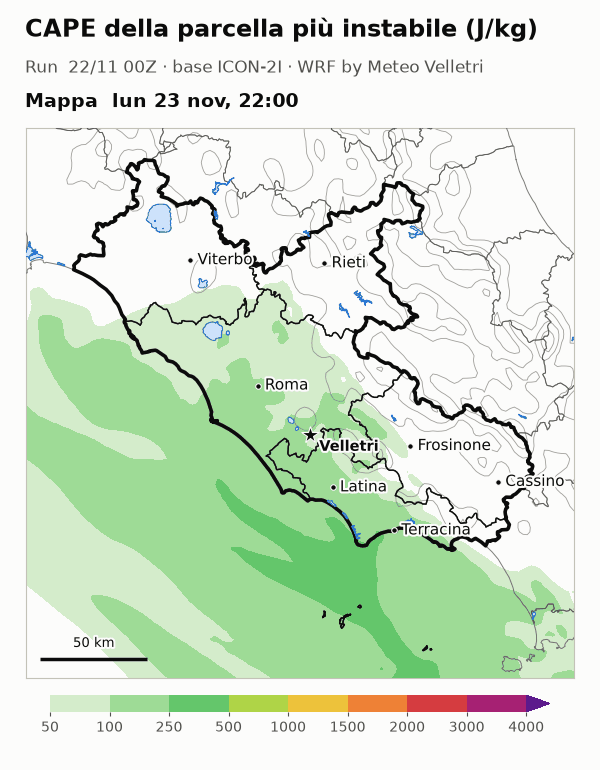 CAPE della parcella più instabile (J/kg)
Run  22/11 00Z · base ICON-2I · WRF by Meteo Velletri
Mappa  lun 23 nov, 22:00
Viterbo
Rieti
Roma
Velletri
Frosinone
Latina
Cassino
Terracina
50 km
50 100 250 500 1000 1500 2000 3000 4000